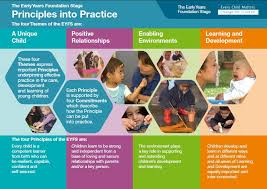 The Early Years Foundation Stage
Principles into Practice
The four Themes of the EYFS are:
The Early Years
Foundation Stage
Every Child Matters
Change For Children
A Unique
Child
Positive
Relationships
Enabling
Environments
Learning and
Development
These four
Themes
express important
Principles
underpinning effective
practice in the care,
development
and learning of
young children.
Each Principle
is supported by
four Commitments
which describe
how the Principle
can be put
into practice.
The four Principles of the EYFS are:
Every child is a
competent learner
from birth who can
be resilient, capable,
confident and
self-assured.
Children learn to be strong
and independent from a
base of loving and secure
relationships with parents
and/or a key person.
The environment plays
a key role in supporting
and extending
children's development
and learning.
Children develop and
learn in different ways
and at different rates
and all areas of Learning
and Development
are equally important
and inter-connected.